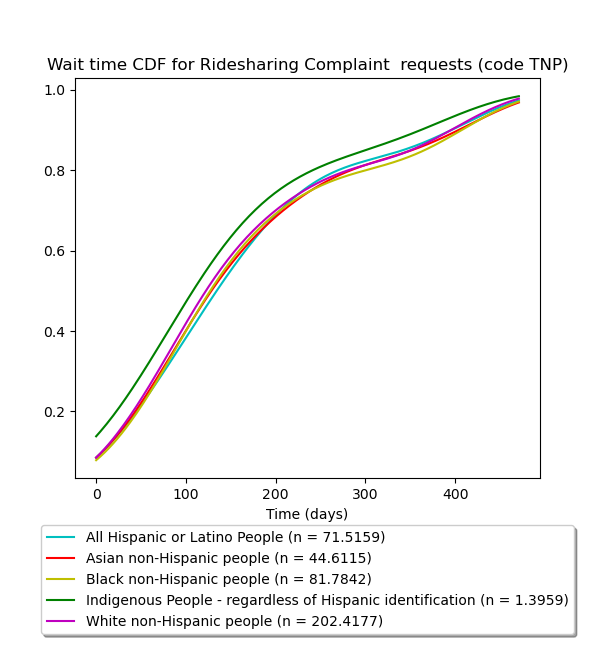 Wait time CDF for Ridesharing Complaint  requests (code TNP)
1.0
0.8
0.6
0.4
0.2
0 100 200 300 400
Time (days)
All Hispanic or Latino People (n = 71.5159)
Asian non-Hispanic people (n = 44.6115)
Black non-Hispanic people (n = 81.7842)
Indigenous People - regardless of Hispanic identification (n = 1.3959)
White non-Hispanic people (n = 202.4177)